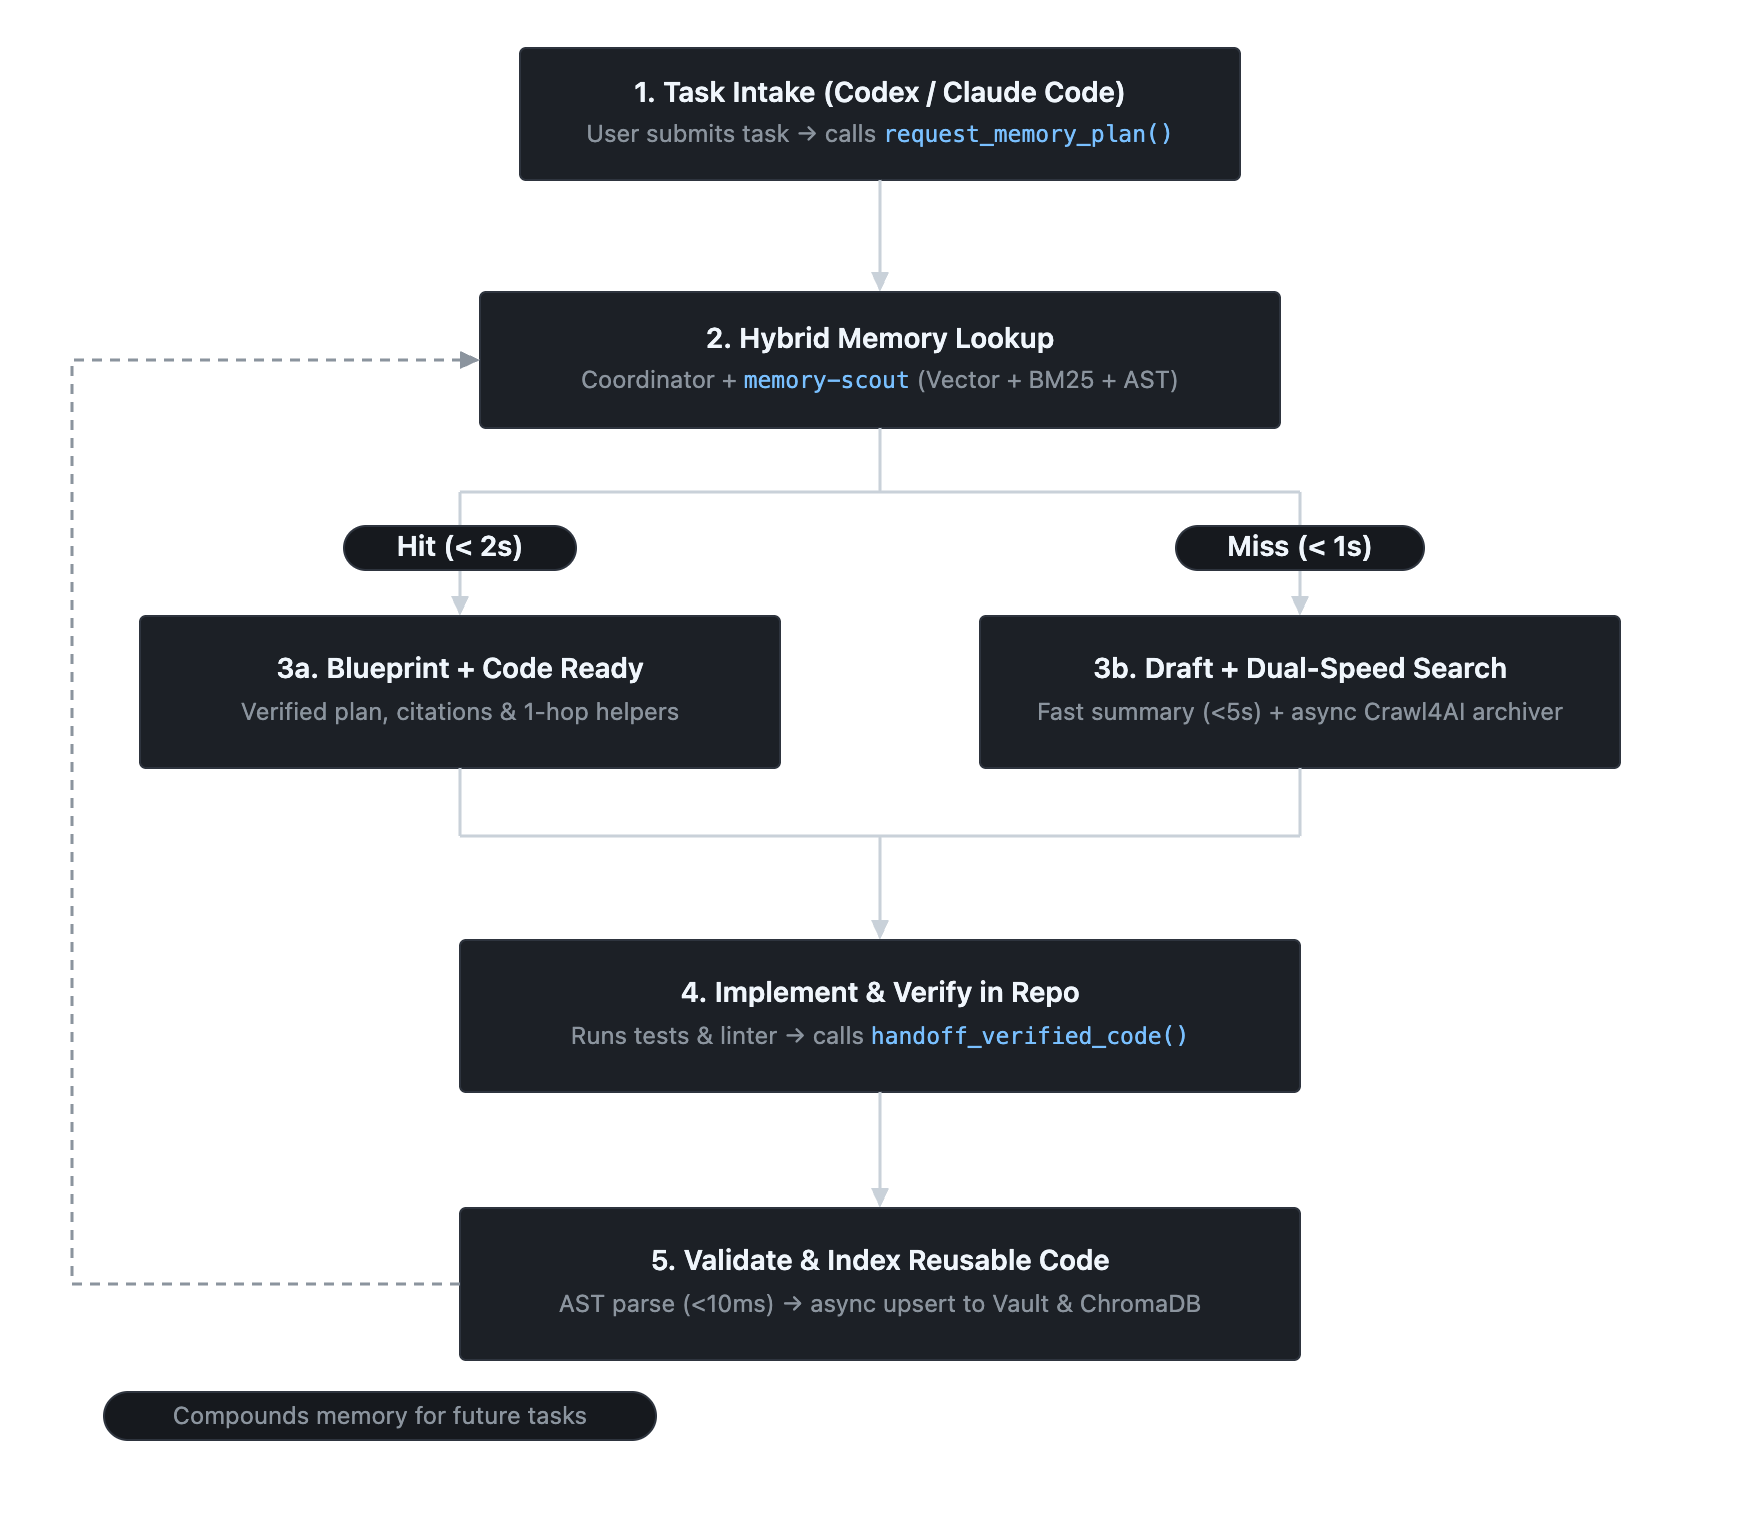 1. Task Intake (Codex / Claude Code)
User submits task → calls request_memory_plan()
2. Hybrid Memory Lookup
Coordinator + memory-scout (Vector + BM25 + AST)
Hit (< 2s)
Miss (< 1s)
3a. Blueprint + Code Ready
Verified plan, citations & 1-hop helpers
3b. Draft + Dual-Speed Search
Fast summary (<5s) + async Crawl4AI archiver
4. Implement & Verify in Repo
Runs tests & linter → calls handoff_verified_code()
5. Validate & Index Reusable Code
AST parse (<10ms) → async upsert to Vault & ChromaDB
Compounds memory for future tasks